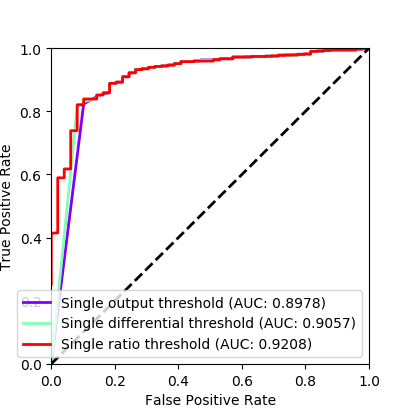 1.0
0.8
0.6
0.4
0.2
0.0
True Positive Rate
Single output threshold (AUC: 0.8978)
Single differential threshold (AUC: 0.9057)
Single ratio threshold (AUC: 0.9208)
0.0 0.2 0.4 0.6 0.8 1.0
False Positive Rate